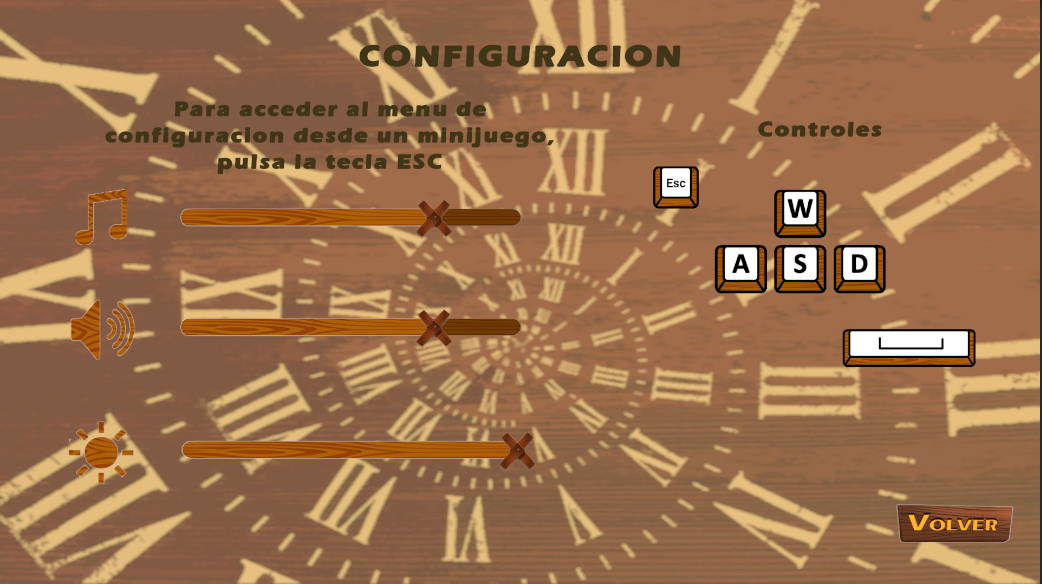 CONFIGURACION
Para acceder al menu de
configuracion desde un minijuego,
pulsa la tecla ESC
Controles
Esc
W
A S D
VOLVER